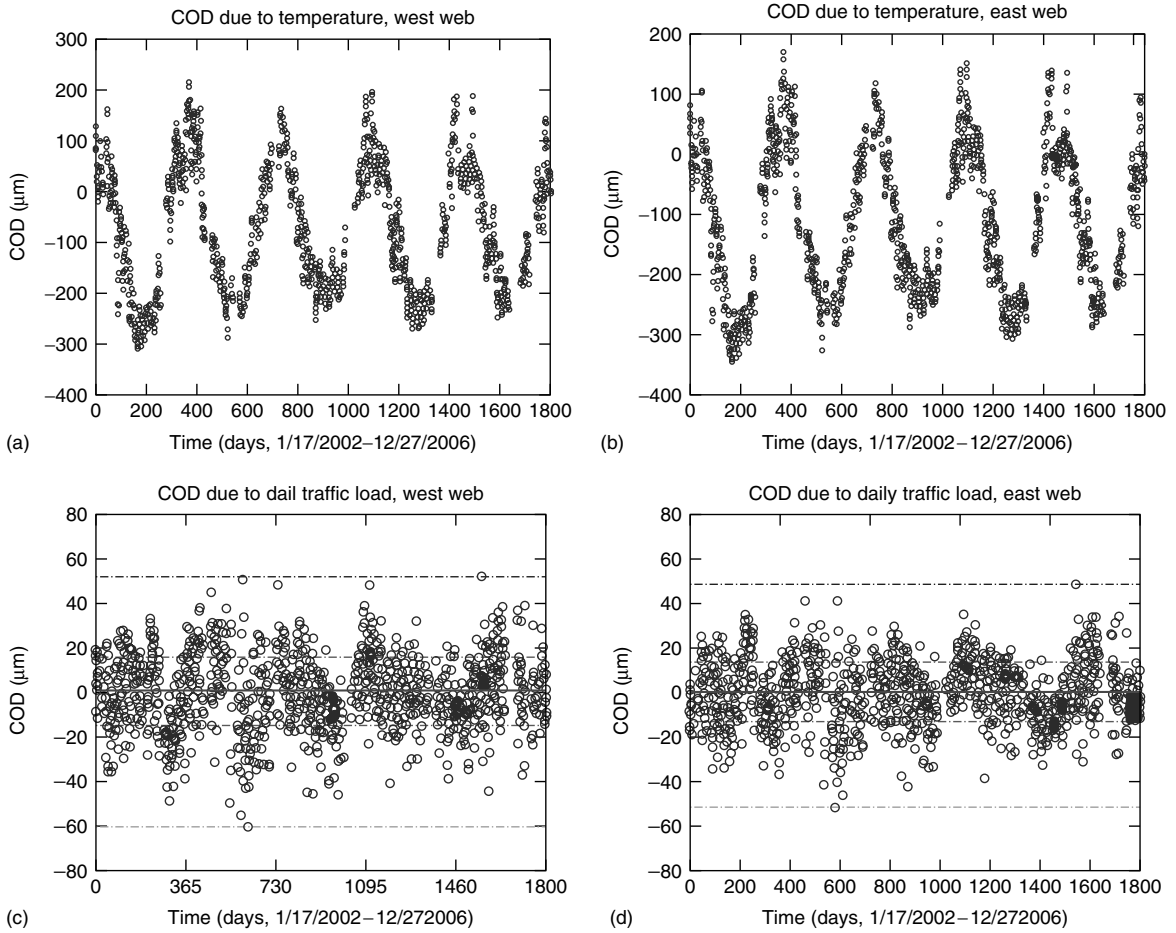 COD due to temperature, west web
300
200
100
0
−100
−200
−300
−400
COD (μm)
0 200 400 600 800 1000 1200 1400 1600 1800
(a) Time (days, 1/17/2002−12/27/2006)
COD due to temperature, east web
200
100
0
−100
−200
−300
−400
COD (μm)
0 200 400 600 800 1000 1200 1400 1600 1800
(b) Time (days, 1/17/2002−12/27/2006)
COD due to dail traffic load, west web
80
60
40
20
0
−20
−40
−60
−80
COD (μm)
0 365 730 1095 1460 1800
(c) Time (days, 1/17/2002−12/272006)
COD due to daily traffic load, east web
80
60
40
20
0
−20
−40
−60
−80
COD (μm)
0 200 400 600 800 1000 1200 1400 1600 1800
(d) Time (days, 1/17/2002−12/272006)